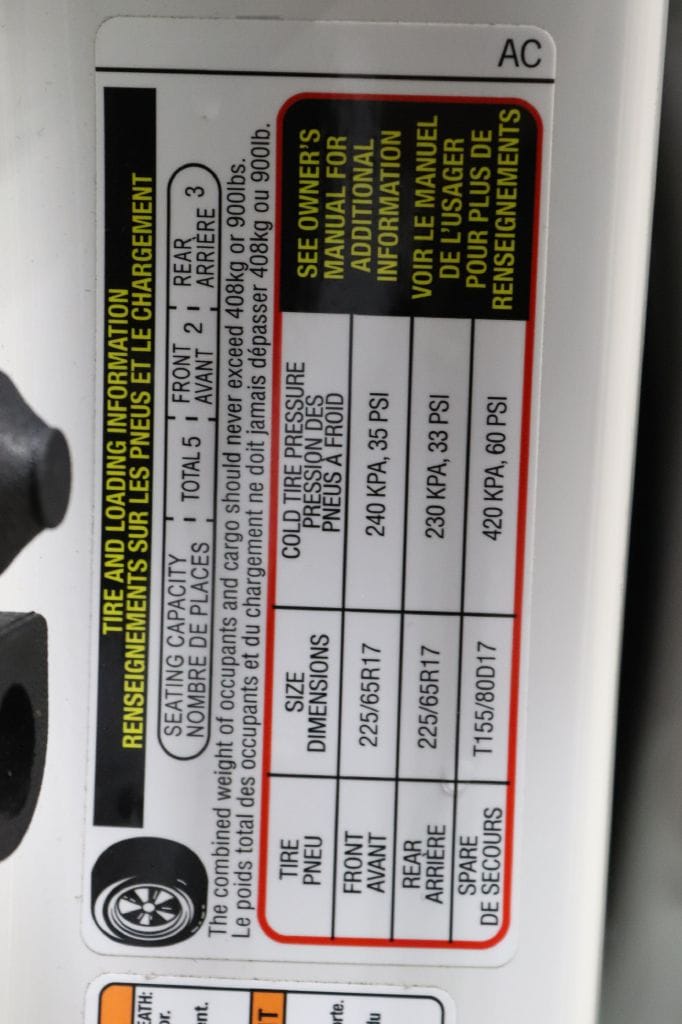 AC
TIRE AND LOADING INFORMATION
RENSEIGNEMENTS SUR LES PNEUS ET LE CHARGEMENT
SEATING CAPACITY TOTAL 5 FRONT 2 REAR 3
NOMBRE DE PLACES AVANT ARRIÈRE
The combined weight of occupants and cargo should never exceed 408kg or 900lbs.
Le poids total des occupants et du chargement ne doit jamais dépasser 408kg ou 900lb.
TIRE
PNEU
SIZE
DIMENSIONS
COLD TIRE PRESSURE
PRESSION DES
PNEUS À FROID
FRONT
AVANT
225/65R17
240 KPA, 35 PSI
REAR
ARRIÈRE
225/65R17
230 KPA, 33 PSI
SPARE
DE SECOURS
T155/80D17
420 KPA, 60 PSI
SEE OWNER'S
MANUAL FOR
ADDITIONAL
INFORMATION
VOIR LE MANUEL
DE L'USAGER
POUR PLUS DE
RENSEIGNEMENTS